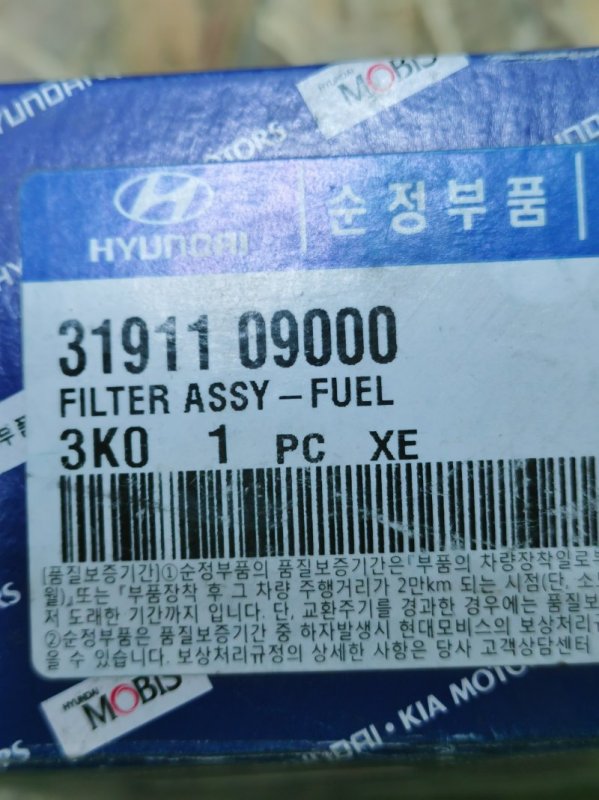 HYUNDAI MOBIS
HYUNDAI
MOTORS
HYUNDAI
순정부품
31911 09000
FILTER ASSY - FUEL
3K0 1 PC XE
[품질보증기간]①순정부품의 품질보증기간은『부품의 차량장착일로부
월)』또는 『부품장착 후 그 차량 주행거리가 2만km 되는 시점(단, 소
저 도래한 기간까지 입니다. 단, 교환주기를 경과한 경우에는 품질보
②순정부품은 품질보증기간 중 하자발생시 현대모비스의 보상처리규
을 수 있습니다. 보상처리규정의 상세한 사항은 당사 고객상담센터
HYUNDAI MOBIS
HYUNDAI · KIA MOTORS